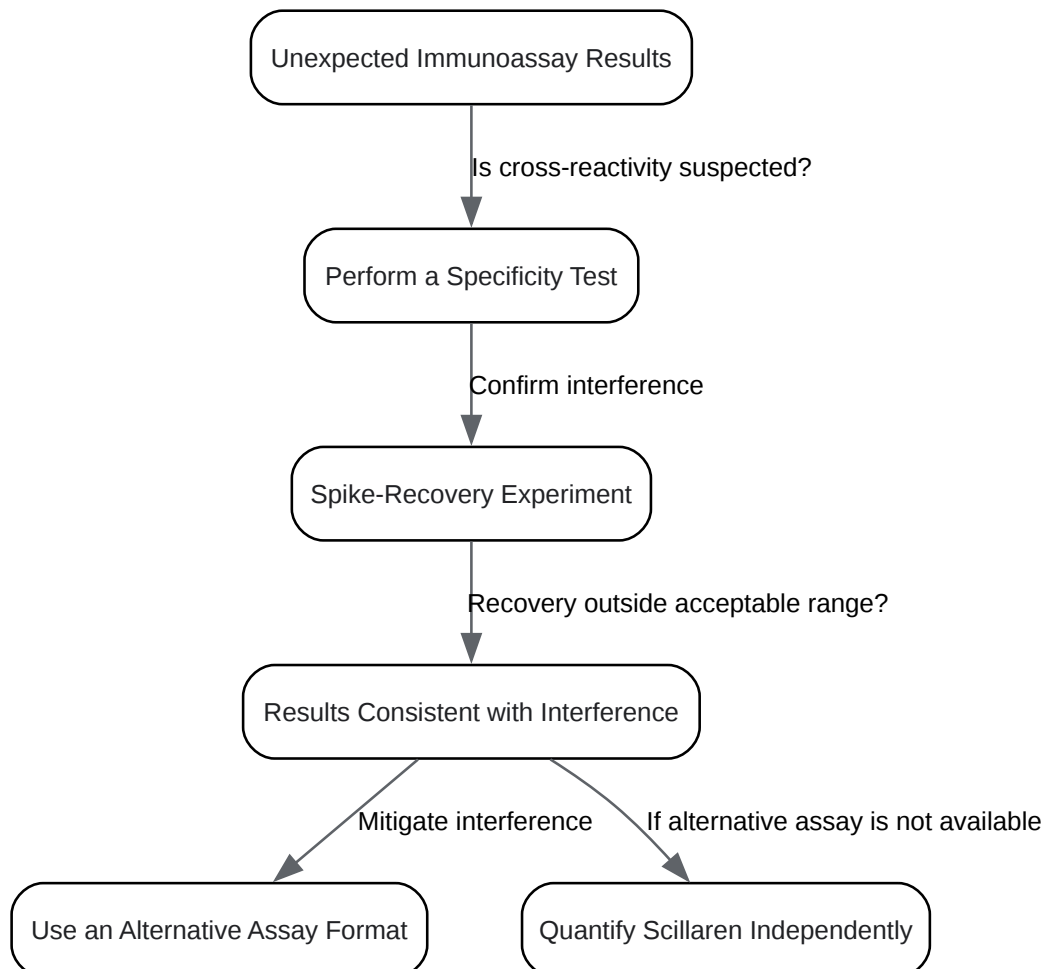 Unexpected Immunoassay Results
Is cross-reactivity suspected?
Perform a Specificity Test
Confirm interference
Spike-Recovery Experiment
Recovery outside acceptable range?
Results Consistent with Interference
Mitigate interference
If alternative assay is not available
Use an Alternative Assay Format
Quantify Scillaren Independently